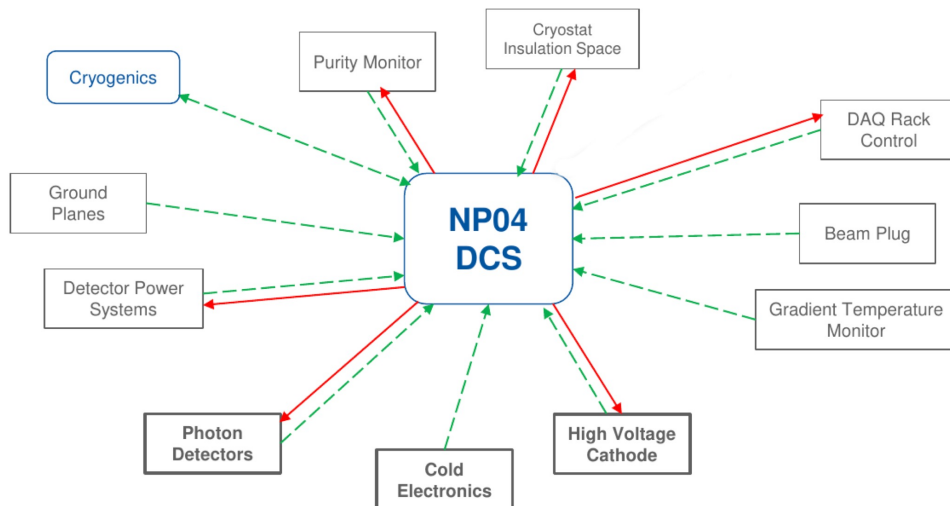 Cryostat
Insulation Space
Purity Monitor
Cryogenics
DAQ Rack
Control
Ground
Planes
NP04
DCS
Beam Plug
Detector Power
Systems
Gradient Temperature
Monitor
Photon
Detectors
High Voltage
Cathode
Cold
Electronics